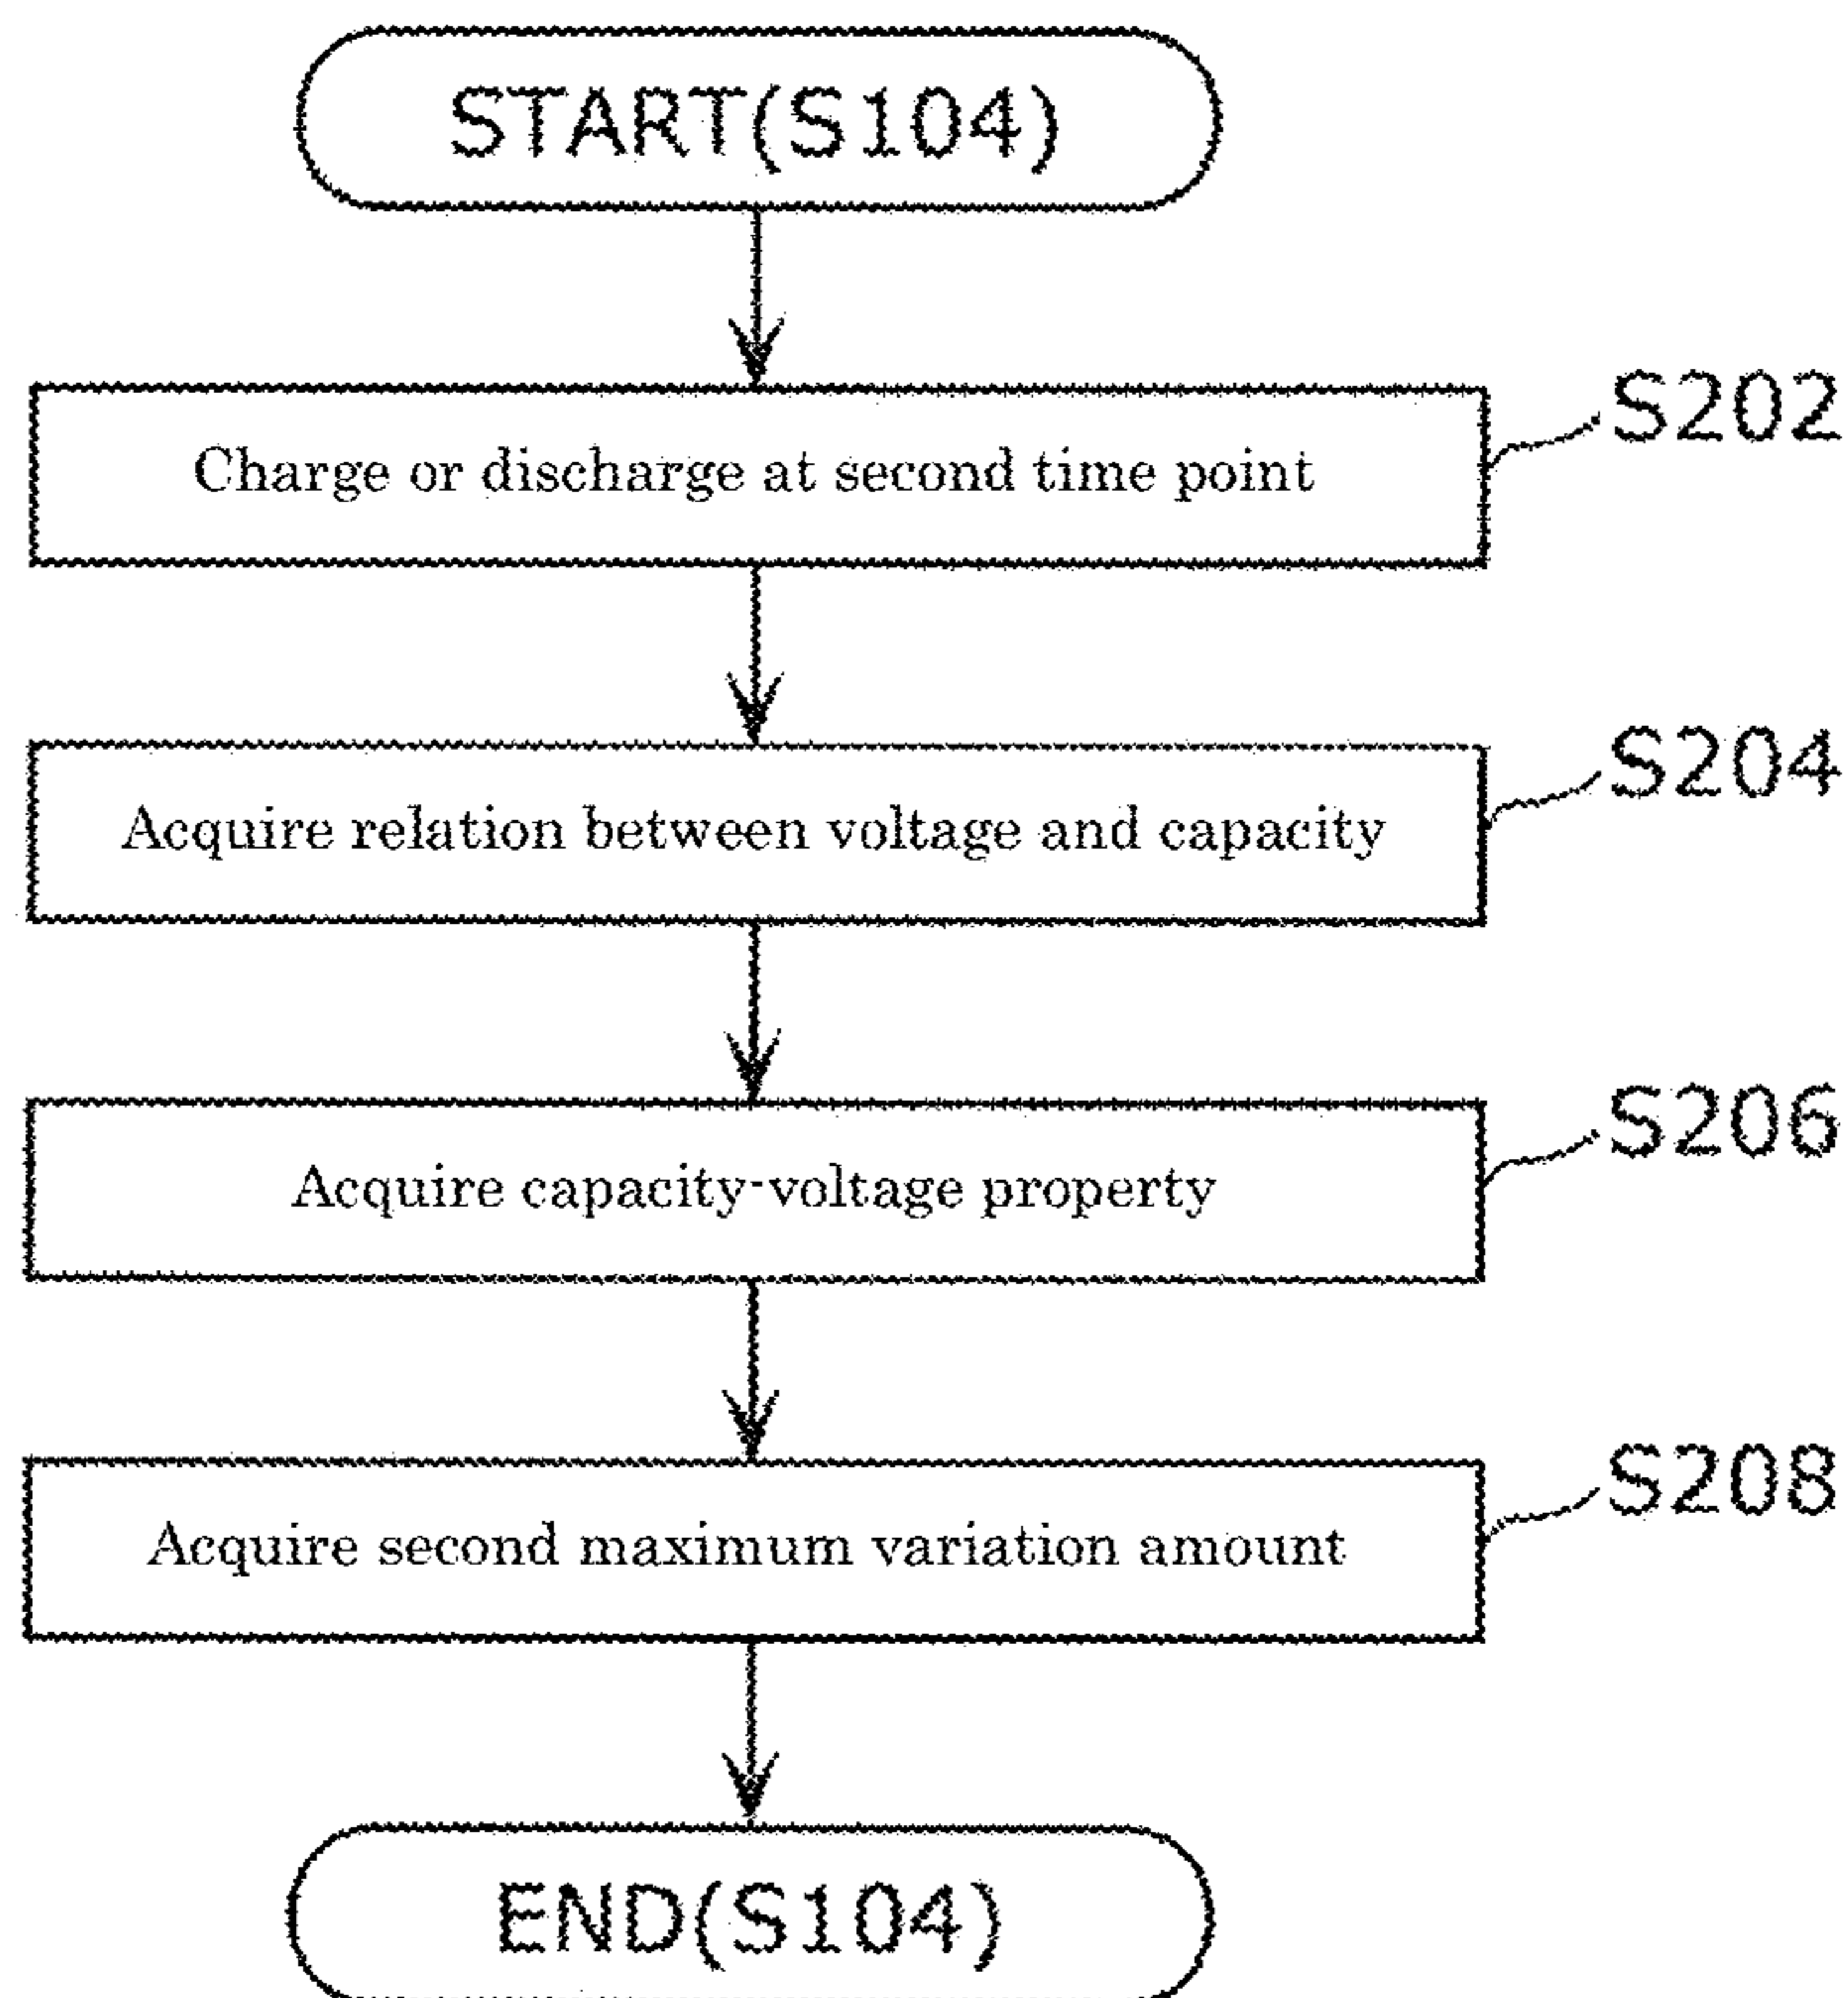 START(S104)
S202
Charge or discharge at second time point
S204
Acquire relation between voltage and capacity
S206
Acquire capacity-voltage property
S208
Acquire second maximum variation amount
END(S104)